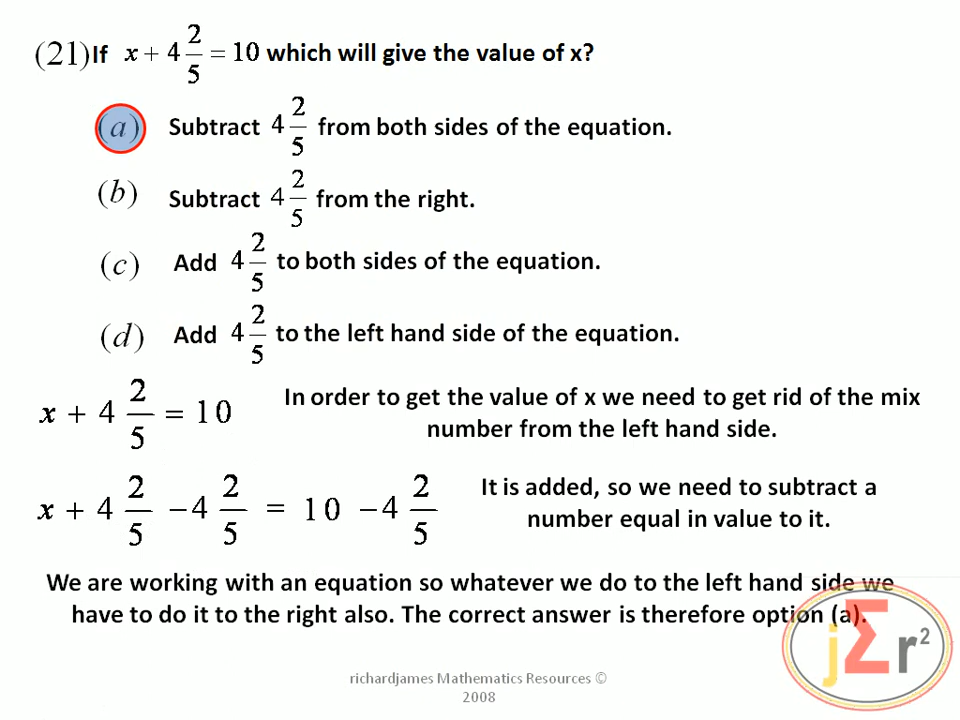 (21) If x + 4 2/5 = 10 which will give the value of x?
(a) Subtract 4 2/5 from both sides of the equation.
(b) Subtract 4 2/5 from the right.
(c) Add 4 2/5 to both sides of the equation.
(d) Add 4 2/5 to the left hand side of the equation.
x + 4 2/5 = 10
In order to get the value of x we need to get rid of the mix
number from the left hand side.
x + 4 2/5 − 4 2/5 = 10 − 4 2/5
It is added, so we need to subtract a
number equal in value to it.
We are working with an equation so whatever we do to the left hand side we
have to do it to the right also. The correct answer is therefore option (a).
jΣr²
richardjames Mathematics Resources ©
2008